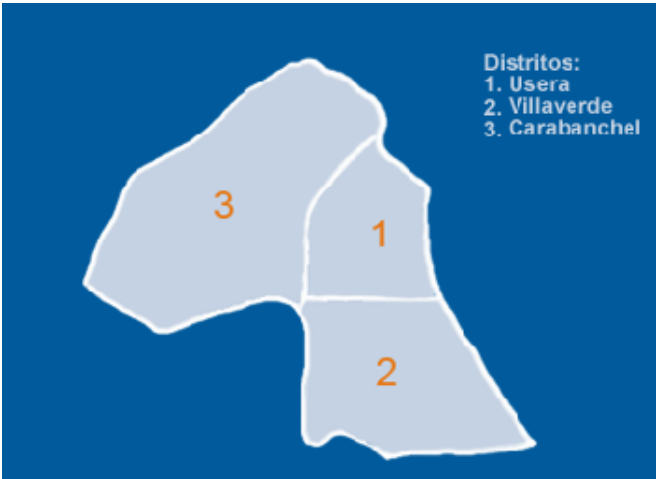 Distritos:
1. Usera
2. Villaverde
3. Carabanchel
3
1
2